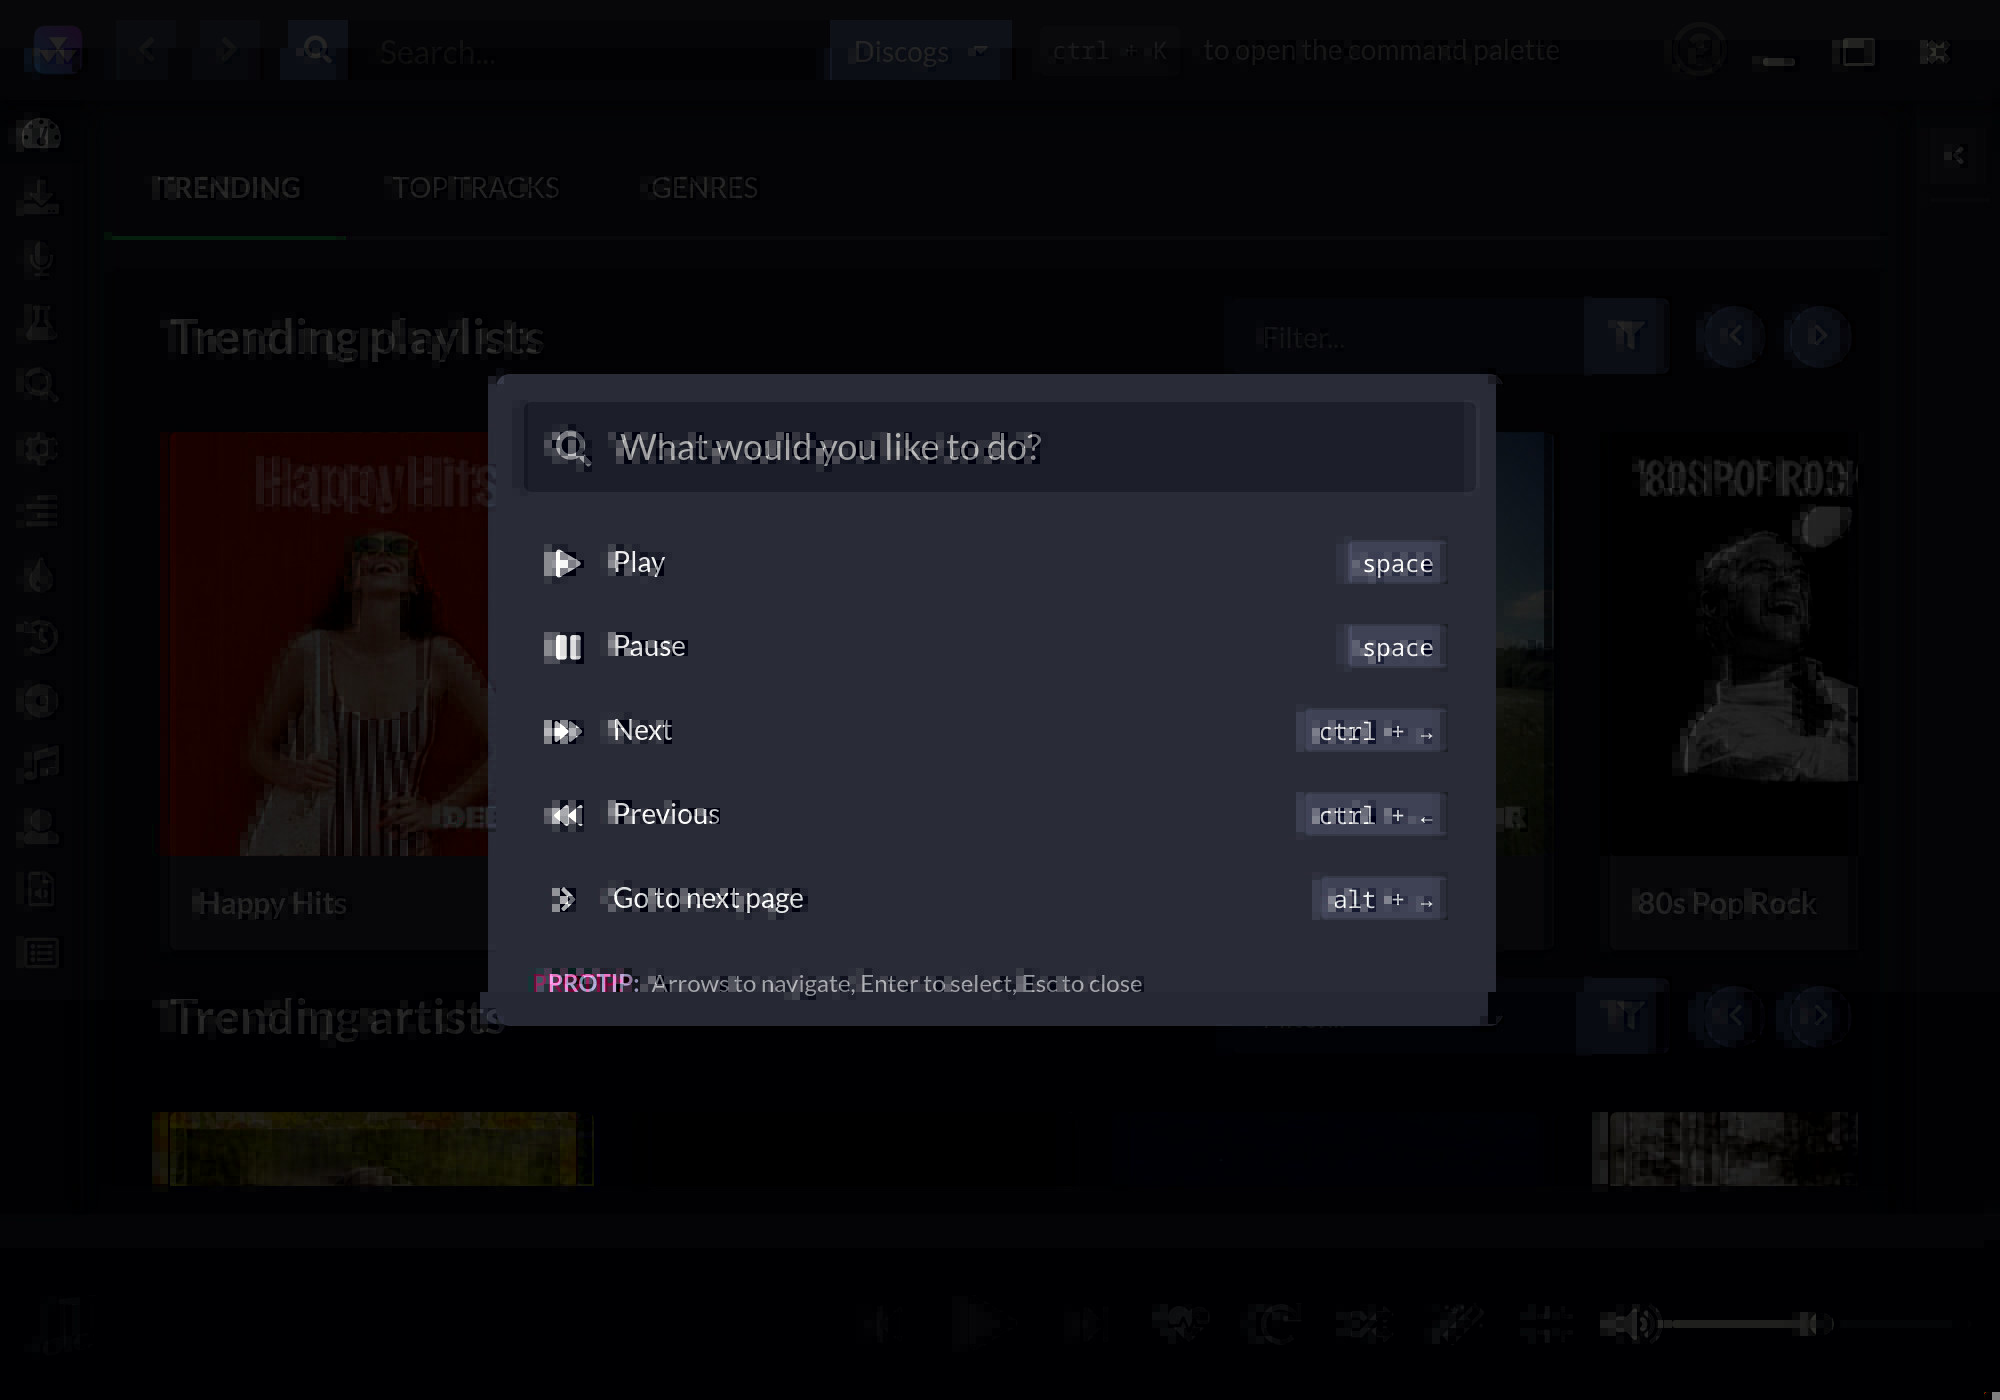 Search...
Discogs
ctrl + K to open the command palette
TRENDING TOP TRACKS GENRES
Trending playlists
Filter...
What would you like to do?
Happy Hits
'80S POP ROCK
Play space
Pause space
Next ctrl + →
Previous ctrl + ←
Go to next page alt + →
Happy Hits
80s Pop Rock
PROTIP: Arrows to navigate, Enter to select, Esc to close
Trending artists